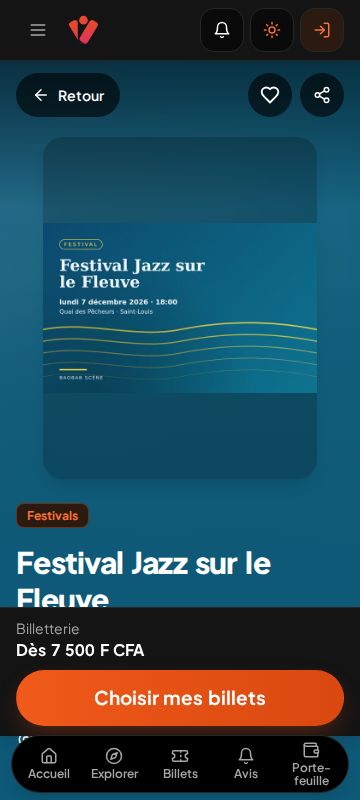 Retour
FESTIVAL
Festival Jazz sur
le Fleuve
lundi 7 décembre 2026 · 18:00
Quai des Pêcheurs · Saint-Louis
BAOBAB SCÈNE
Festivals
Festival Jazz sur le
Fleuve
Billetterie
Dès 7 500 F CFA
Choisir mes billets
Accueil
Explorer
Billets
Avis
Porte-
feuille